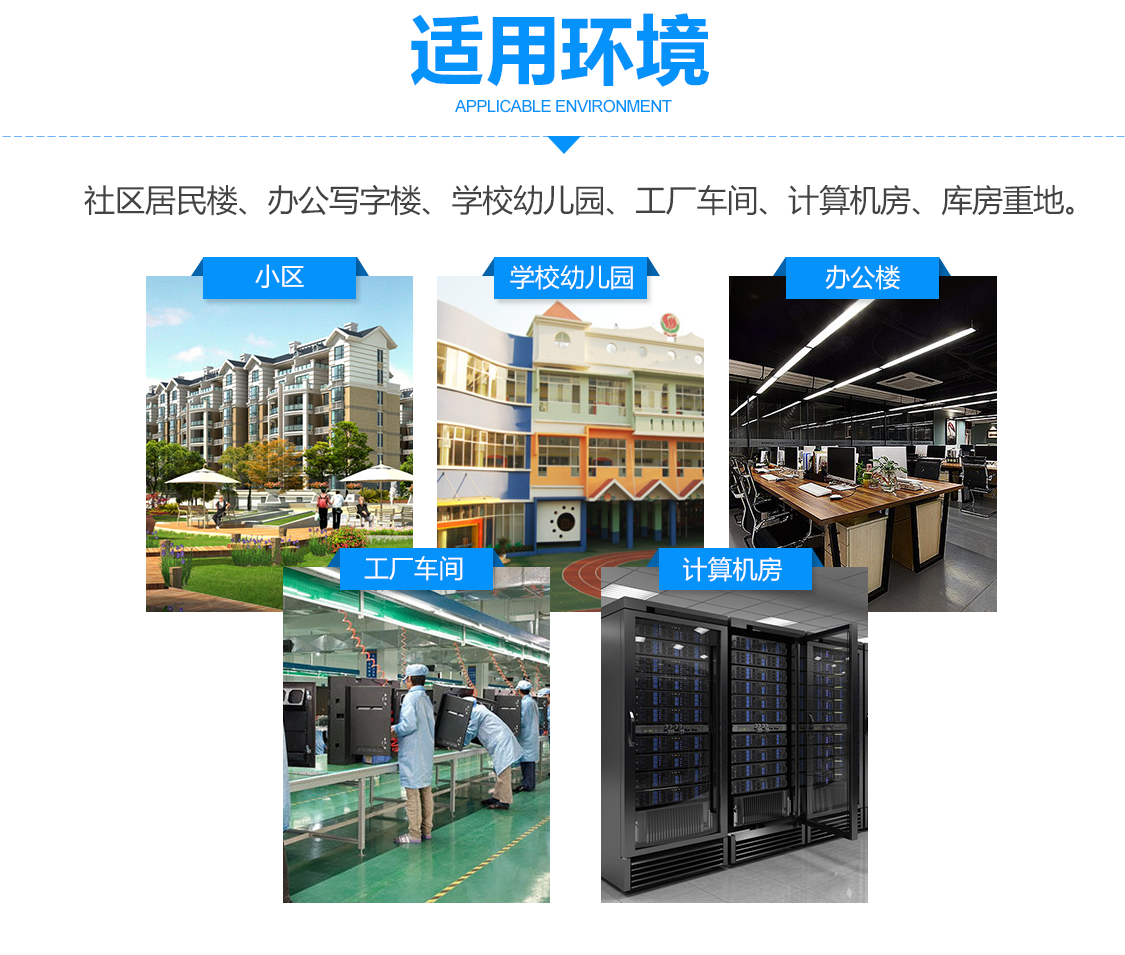 适用环境
APPLICABLE ENVIRONMENT
社区居民楼、办公写字楼、学校幼儿园、工厂车间、计算机房、库房重地。
小区
学校幼儿园
办公楼
工厂车间
计算机房